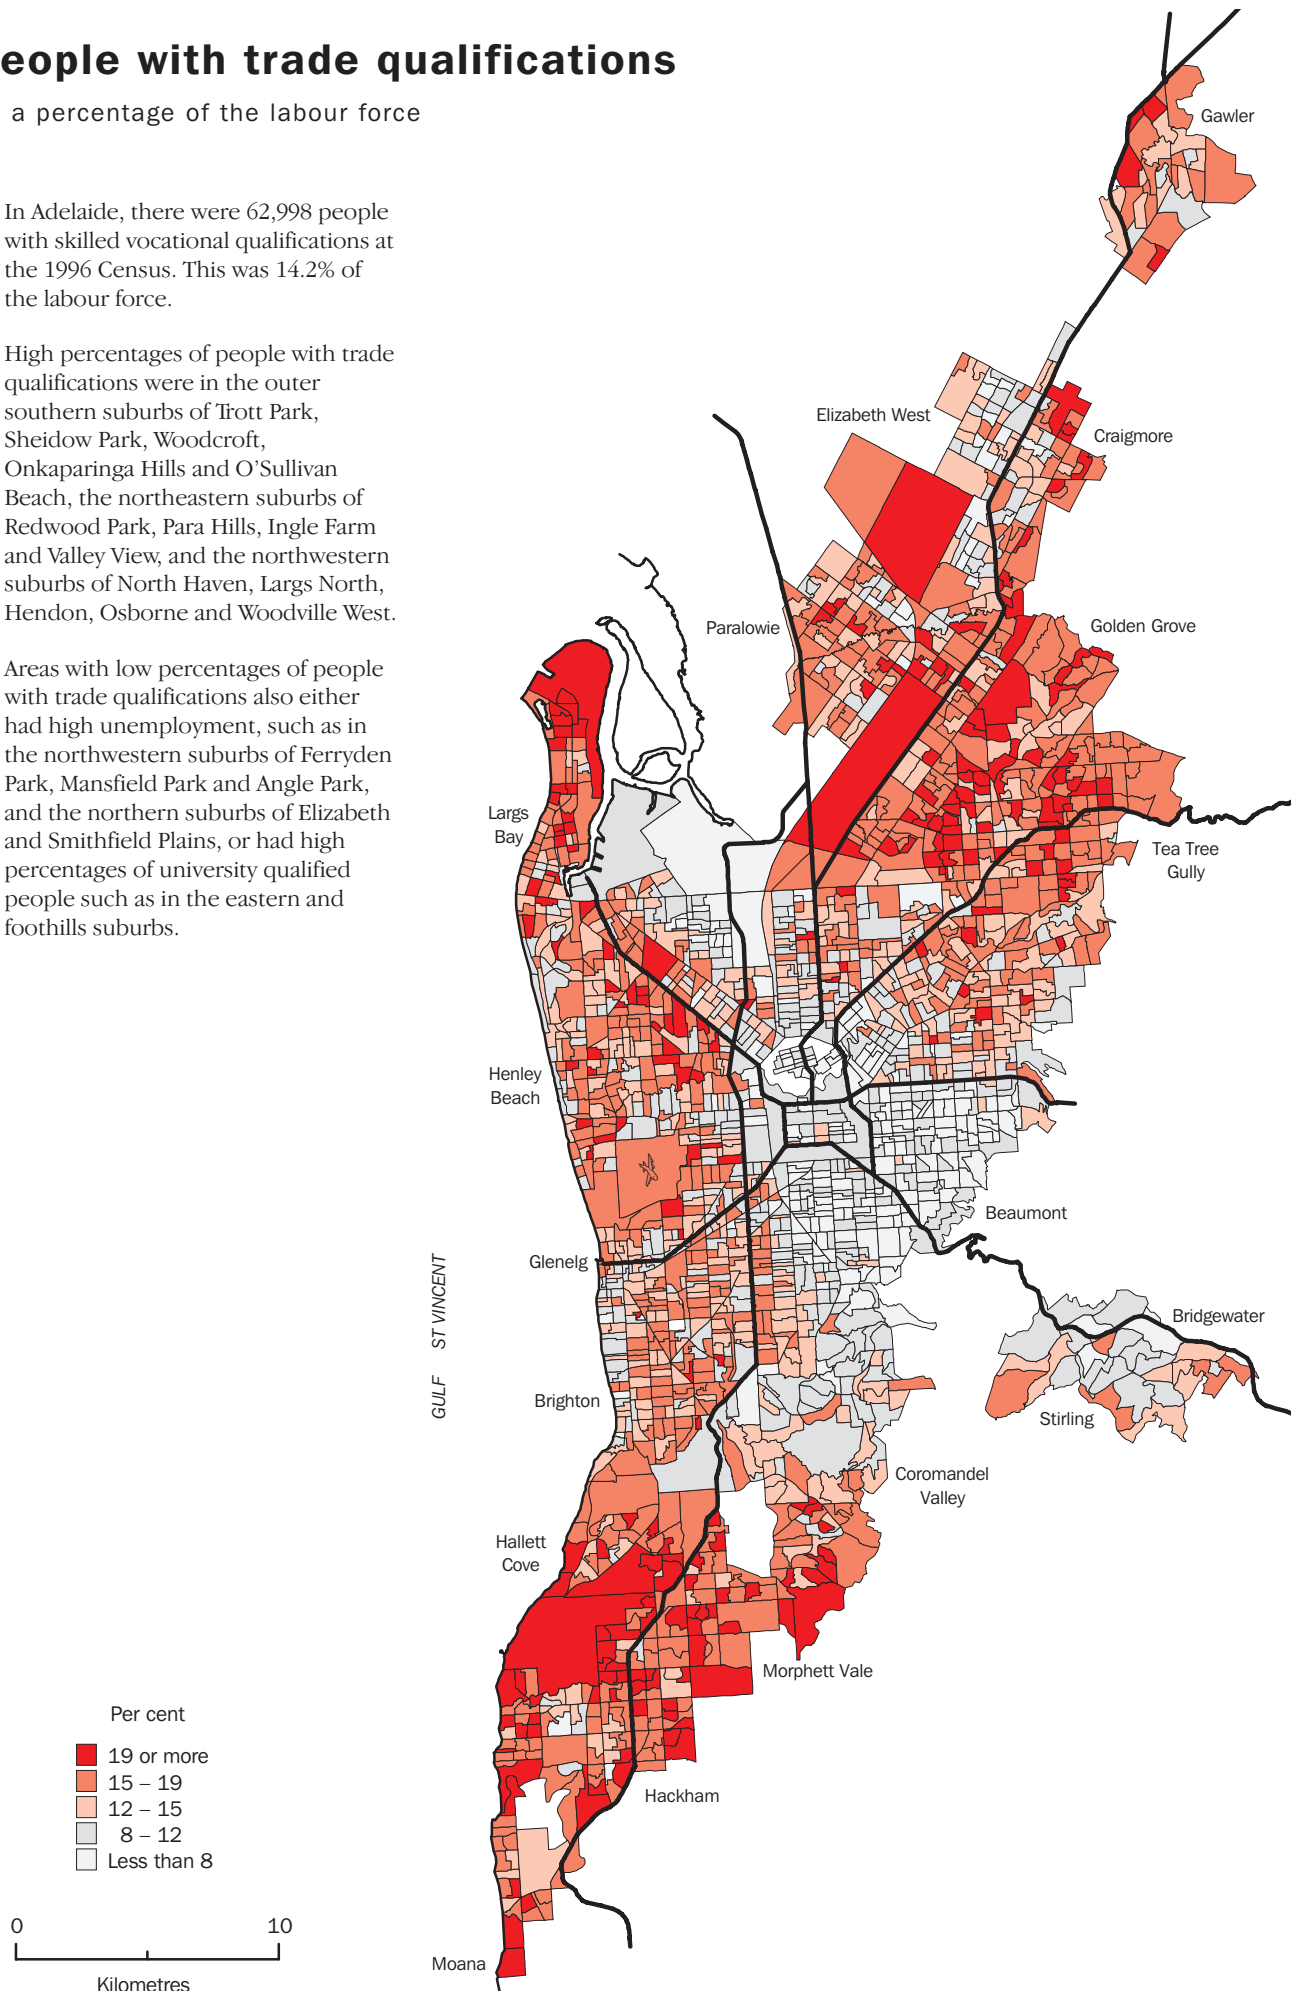 eople with trade qualifications
a percentage of the labour force
In Adelaide, there were 62,998 people
with skilled vocational qualifications at
the 1996 Census. This was 14.2% of
the labour force.
High percentages of people with trade
qualifications were in the outer
southern suburbs of Trott Park,
Sheidow Park, Woodcroft,
Onkaparinga Hills and O'Sullivan
Beach, the northeastern suburbs of
Redwood Park, Para Hills, Ingle Farm
and Valley View, and the northwestern
suburbs of North Haven, Largs North,
Hendon, Osborne and Woodville West.
Areas with low percentages of people
with trade qualifications also either
had high unemployment, such as in
the northwestern suburbs of Ferryden
Park, Mansfield Park and Angle Park,
and the northern suburbs of Elizabeth
and Smithfield Plains, or had high
percentages of university qualified
people such as in the eastern and
foothills suburbs.
Gawler
Elizabeth West
Craigmore
Paralowie
Golden Grove
Largs
Bay
Tea Tree
Gully
Henley
Beach
Beaumont
Glenelg
GULF ST VINCENT
Bridgewater
Brighton
Stirling
Coromandel
Valley
Hallett
Cove
Morphett Vale
Hackham
Moana
Per cent
19 or more
15 – 19
12 – 15
8 – 12
Less than 8
0 10
Kilometres